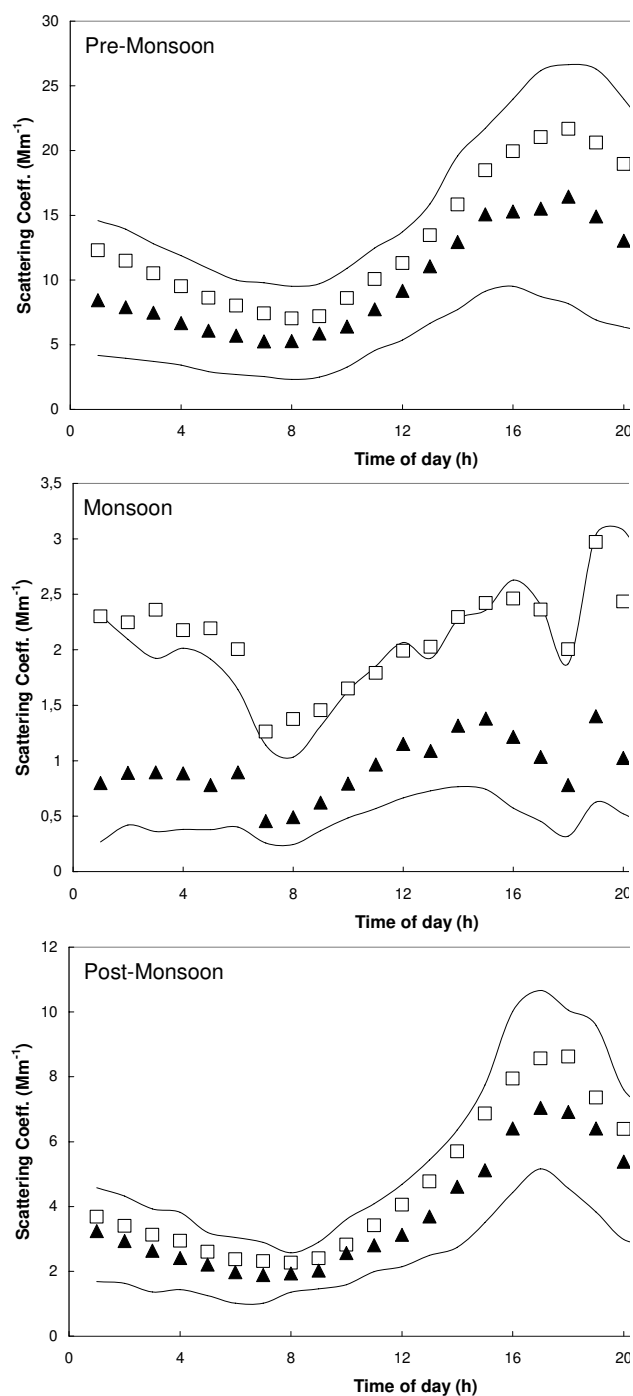 Pre-Monsoon
Scattering Coeff. (Mm⁻¹)
30
25
20
15
10
5
0
0 4 8 12 16 20
Time of day (h)
Monsoon
Scattering Coeff. (Mm⁻¹)
3,5
3
2,5
2
1,5
1
0,5
0
0 4 8 12 16 20
Time of day (h)
Post-Monsoon
Scattering Coeff. (Mm⁻¹)
12
10
8
6
4
2
0
0 4 8 12 16 20
Time of day (h)